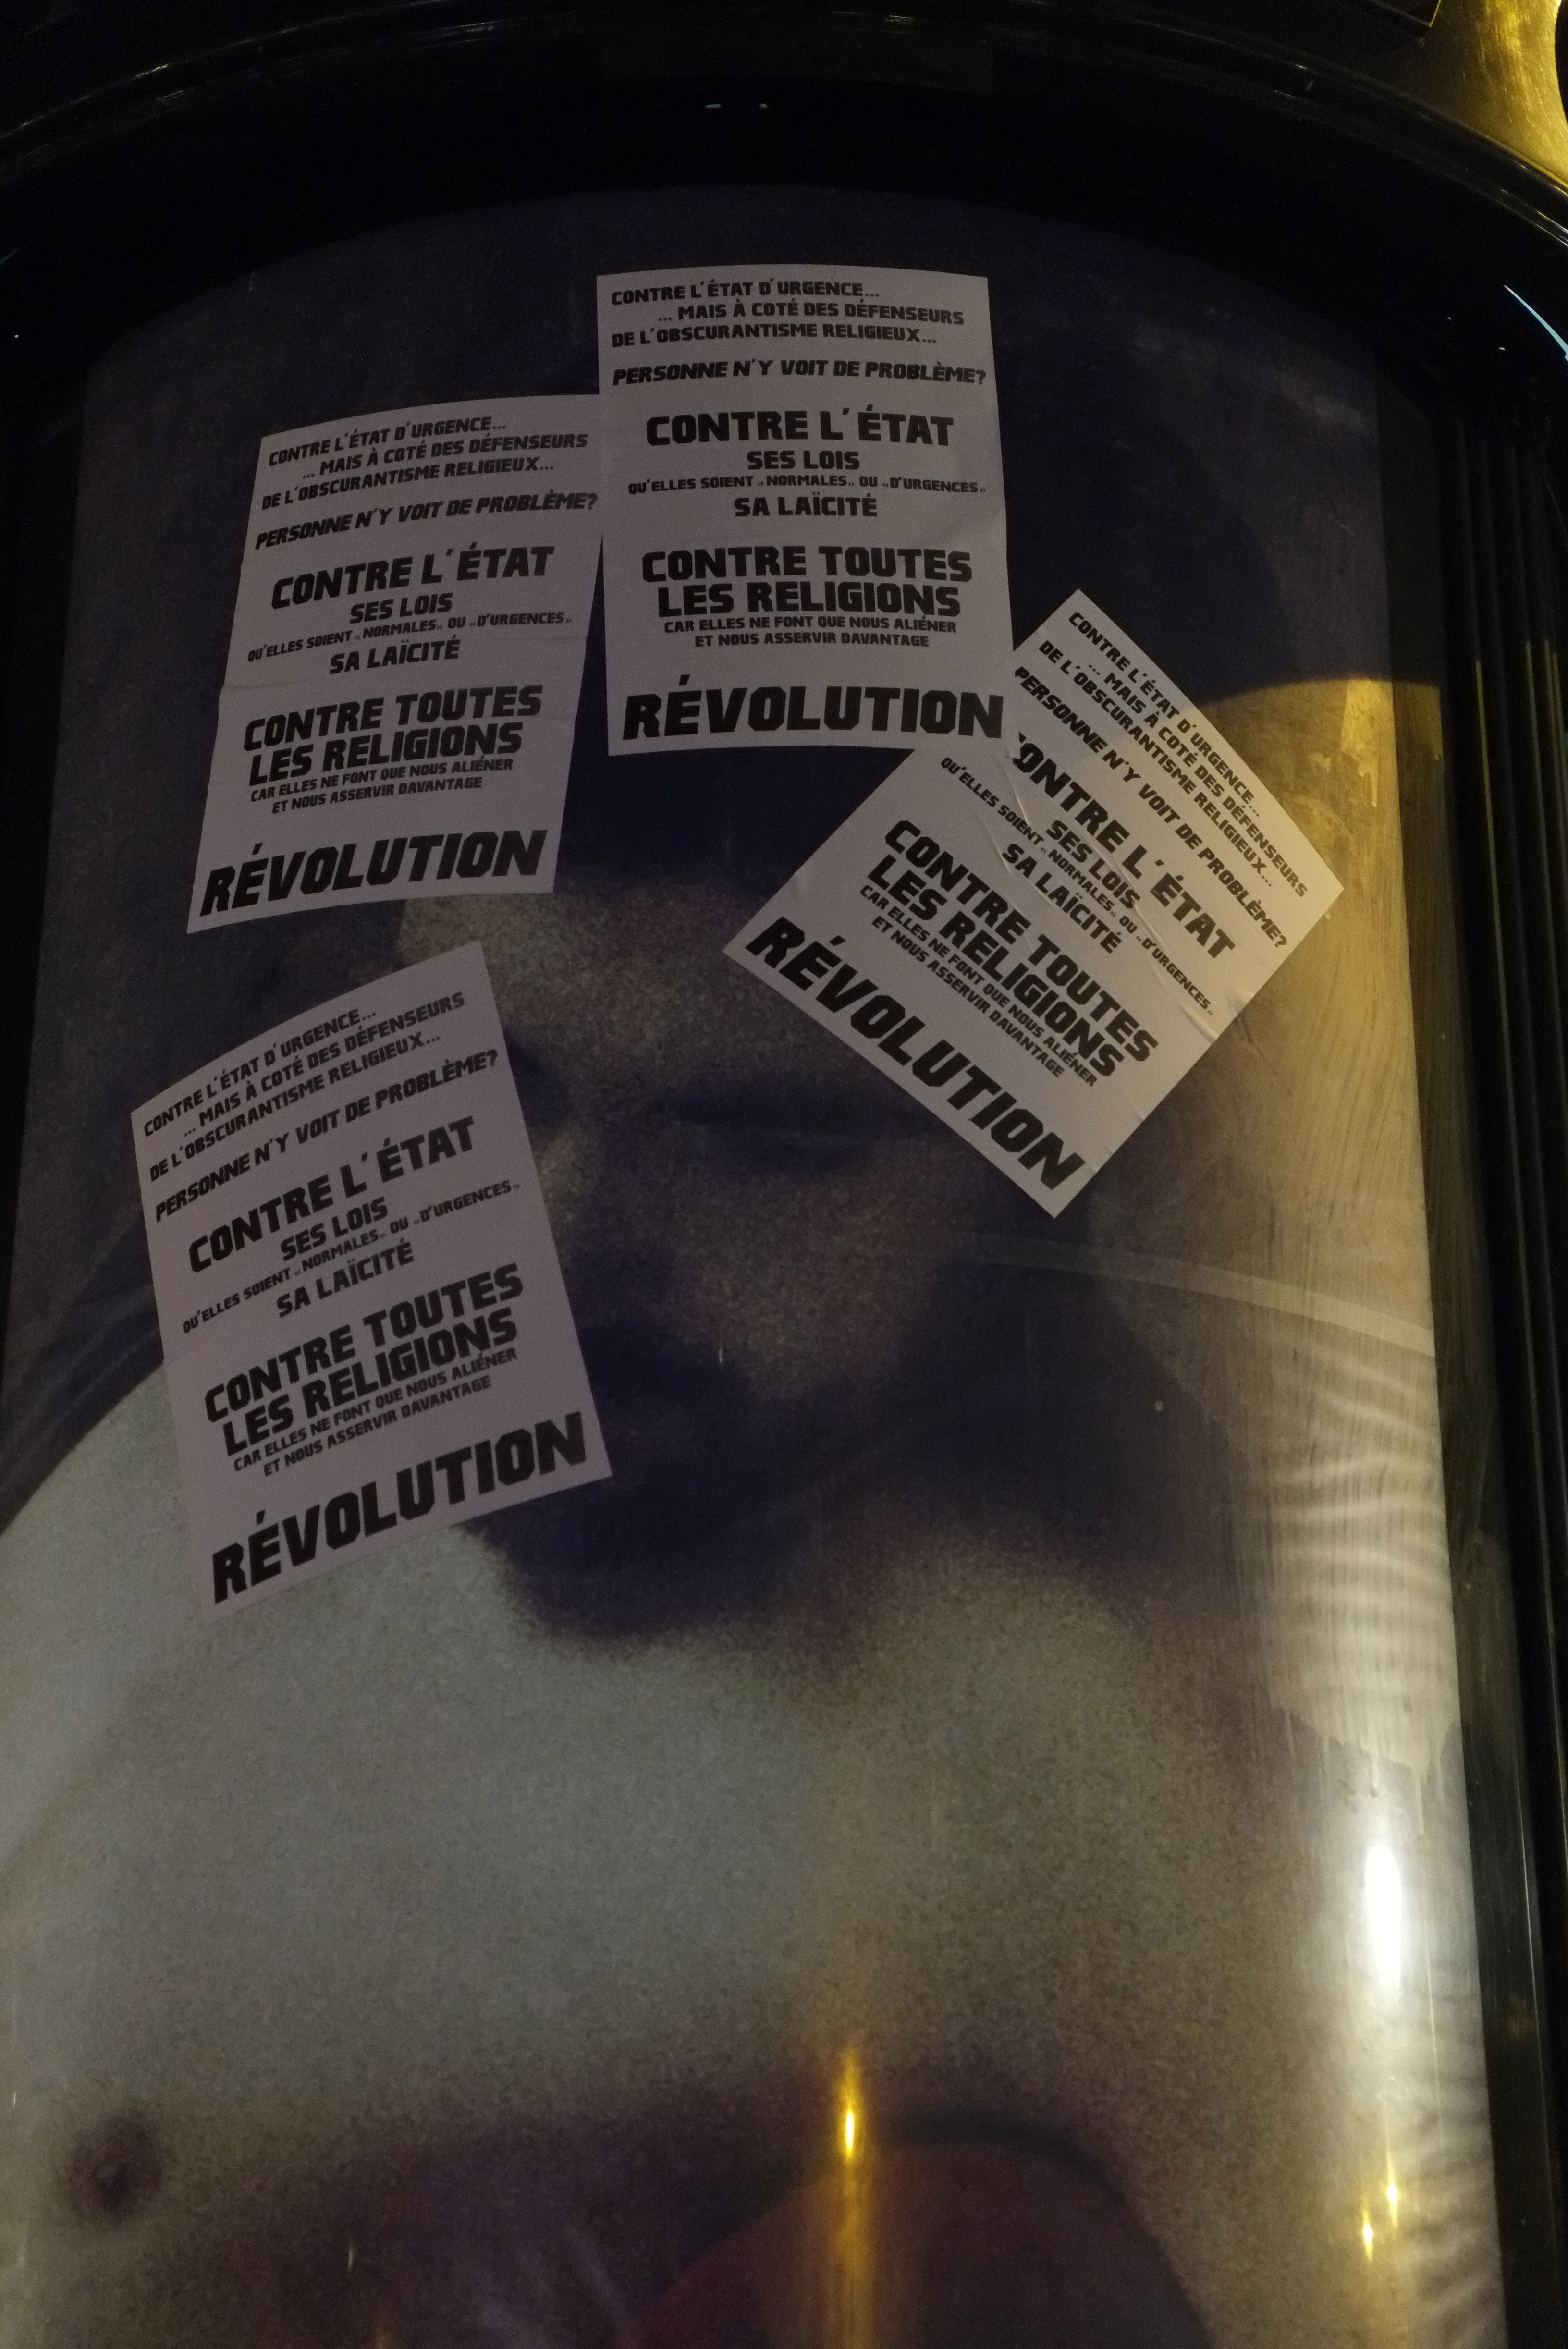 CONTRE L'ÉTAT D'URGENCE...
... MAIS À COTÉ DES DÉFENSEURS
DE L'OBSCURANTISME RELIGIEUX...
PERSONNE N'Y VOIT DE PROBLÈME?
CONTRE L'ÉTAT
SES LOIS
QU'ELLES SOIENT „NORMALES„ OU „D'URGENCES„
SA LAÏCITÉ
CONTRE TOUTES
LES RELIGIONS
CAR ELLES NE FONT QUE NOUS ALIÉNER
ET NOUS ASSERVIR DAVANTAGE
RÉVOLUTION
CONTRE L'ÉTAT D'URGENCE...
... MAIS À COTÉ DES DÉFENSEURS
DE L'OBSCURANTISME RELIGIEUX...
PERSONNE N'Y VOIT DE PROBLÈME?
CONTRE L'ÉTAT
SES LOIS
QU'ELLES SOIENT „NORMALES„ OU „D'URGENCES„
SA LAÏCITÉ
CONTRE TOUTES
LES RELIGIONS
CAR ELLES NE FONT QUE NOUS ALIÉNER
ET NOUS ASSERVIR DAVANTAGE
RÉVOLUTION
CONTRE L'ÉTAT D'URGENCE...
... MAIS À COTÉ DES DÉFENSEURS
DE L'OBSCURANTISME RELIGIEUX...
PERSONNE N'Y VOIT DE PROBLÈME?
CONTRE L'ÉTAT
SES LOIS
QU'ELLES SOIENT „NORMALES„ OU „D'URGENCES„
SA LAÏCITÉ
CONTRE TOUTES
LES RELIGIONS
CAR ELLES NE FONT QUE NOUS ALIÉNER
ET NOUS ASSERVIR DAVANTAGE
RÉVOLUTION
CONTRE L'ÉTAT D'URGENCE...
... MAIS À COTÉ DES DÉFENSEURS
DE L'OBSCURANTISME RELIGIEUX...
PERSONNE N'Y VOIT DE PROBLÈME?
CONTRE L'ÉTAT
SES LOIS
QU'ELLES SOIENT „NORMALES„ OU „D'URGENCES„
SA LAÏCITÉ
CONTRE TOUTES
LES RELIGIONS
CAR ELLES NE FONT QUE NOUS ALIÉNER
ET NOUS ASSERVIR DAVANTAGE
RÉVOLUTION